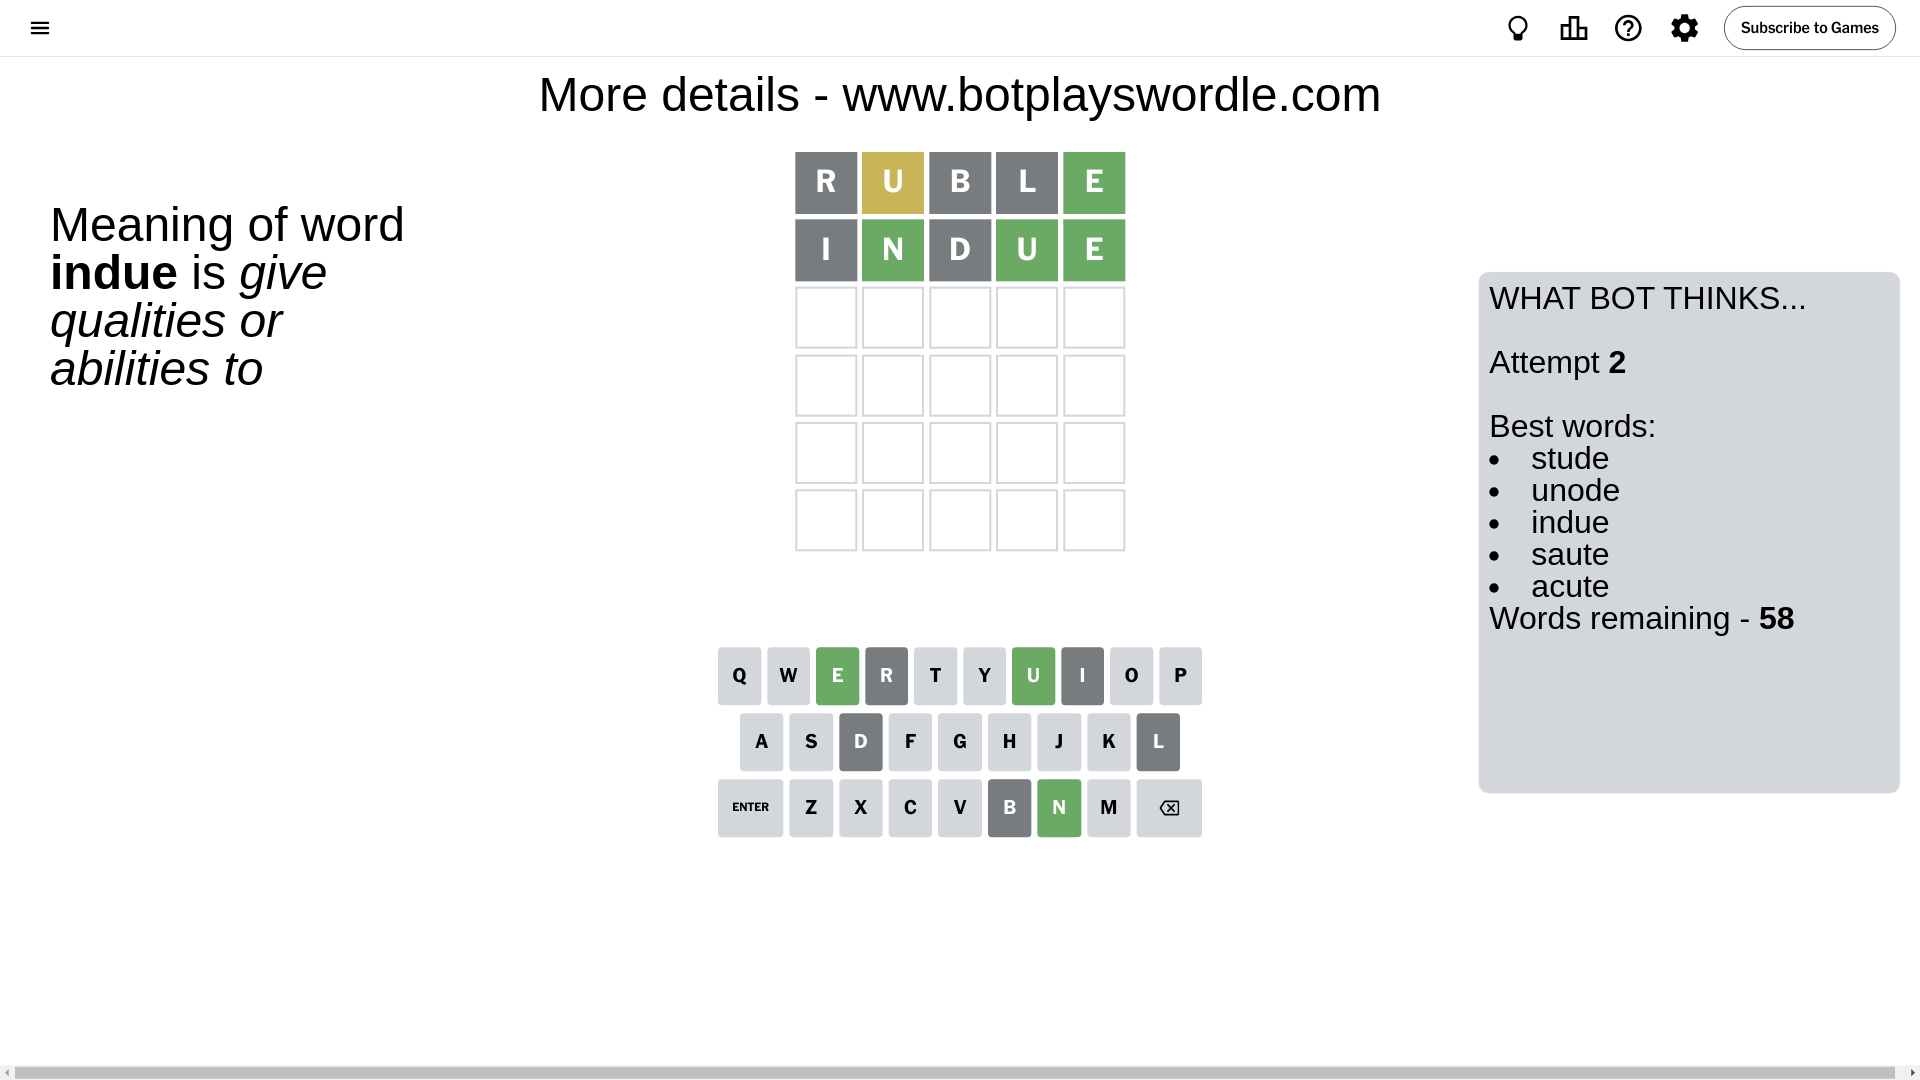 Subscribe to Games
More details - www.botplayswordle.com
Meaning of word
indue is give
qualities or
abilities to
R U B L E
I N D U E
WHAT BOT THINKS...
Attempt 2
Best words:
• stude
• unode
• indue
• saute
• acute
Words remaining - 58
Q W E R T Y U I O P
A S D F G H J K L
ENTER Z X C V B N M